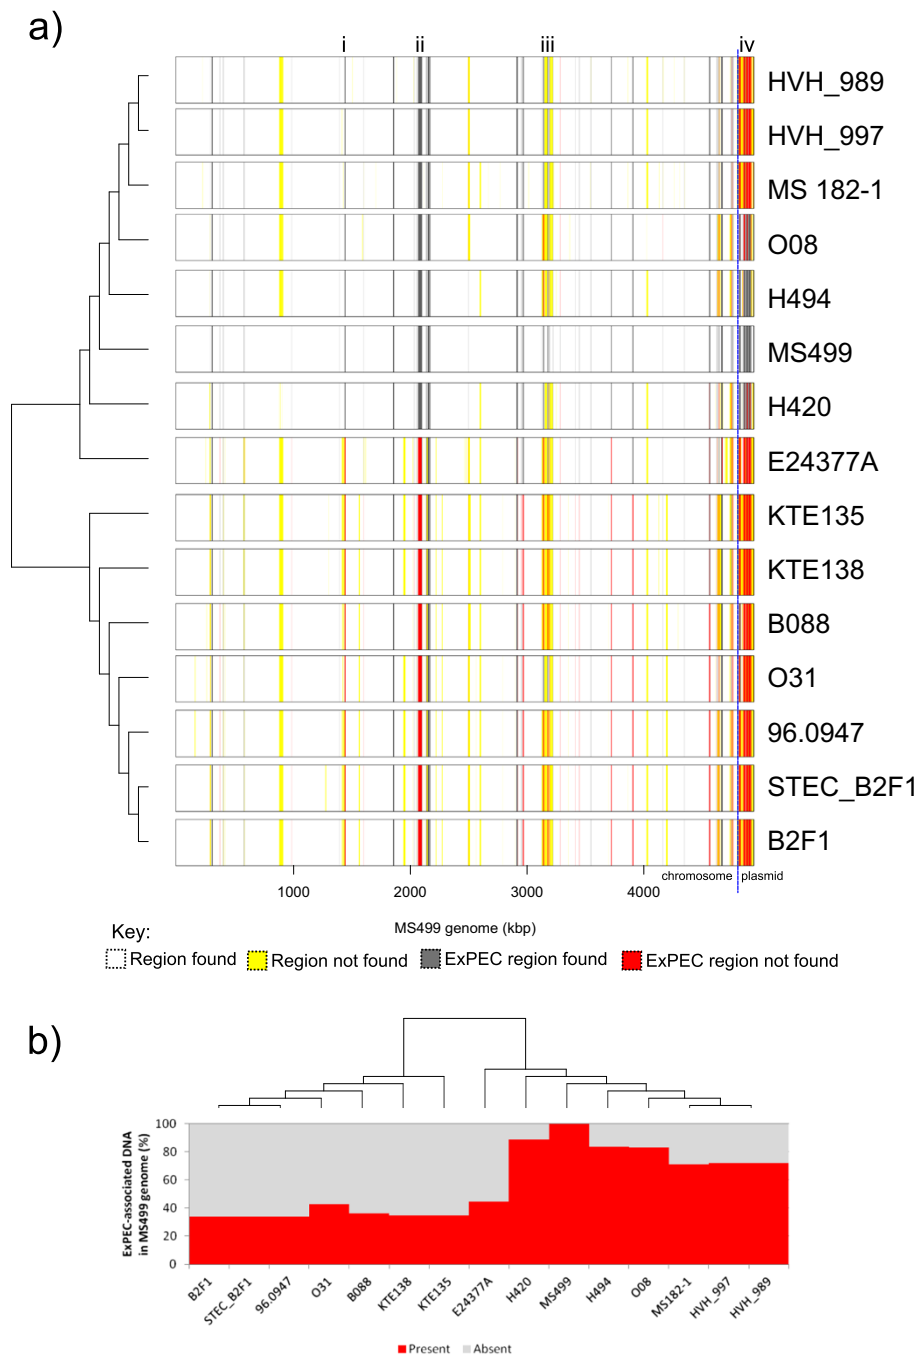 a)
i ii iii iv
HVH_989
HVH_997
MS 182-1
O08
H494
MS499
H420
E24377A
KTE135
KTE138
B088
O31
96.0947
STEC_B2F1
B2F1
chromosome plasmid
1000 2000 3000 4000
MS499 genome (kbp)
Key:
Region found Region not found ExPEC region found ExPEC region not found
b)
ExPEC-associated DNA
in MS499 genome (%)
100
80
60
40
20
0
B2F1 STEC_B2F1 96.0947 O31 B088 KTE138 KTE135 E24377A H420 MS499 H494 O08 MS182-1 HVH_997 HVH_989
Present Absent